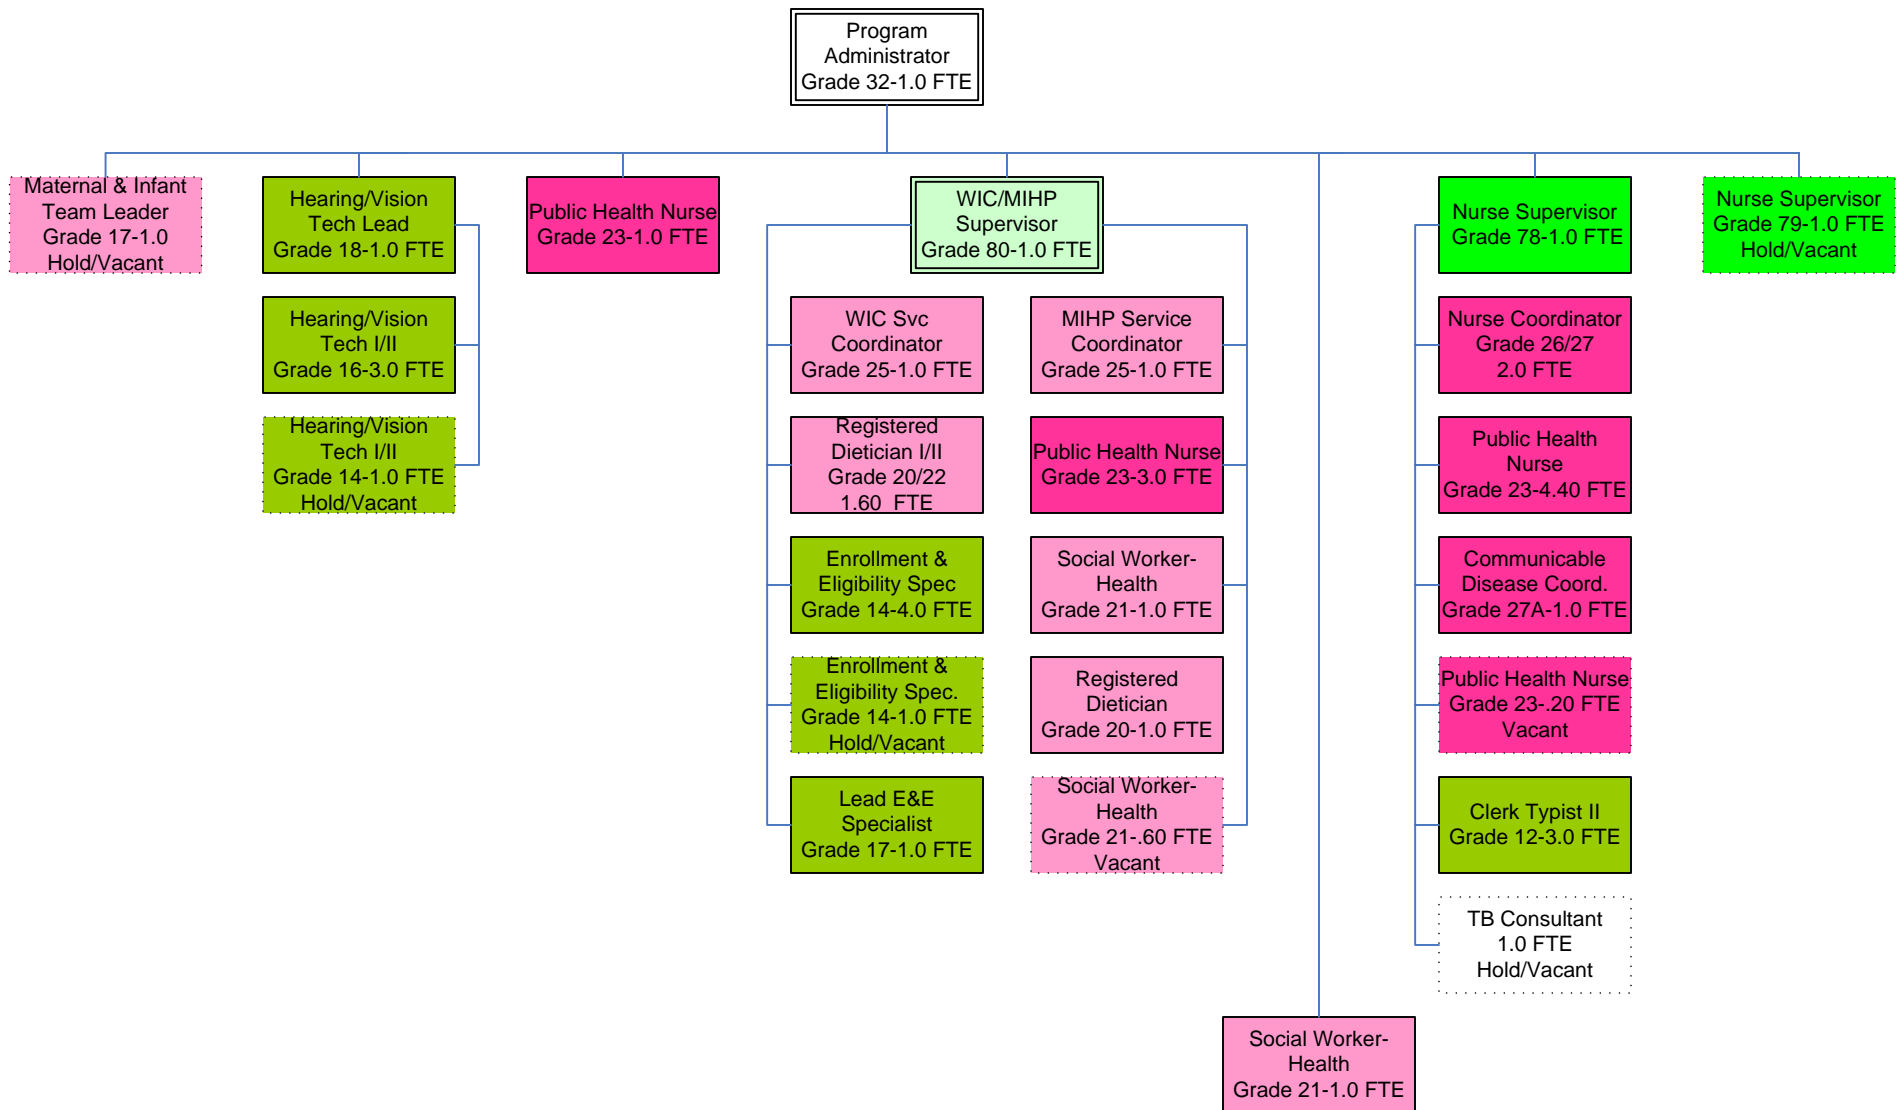 Program
Administrator
Grade 32-1.0 FTE
Maternal & Infant
Team Leader
Grade 17-1.0
Hold/Vacant
Hearing/Vision
Tech Lead
Grade 18-1.0 FTE
Public Health Nurse
Grade 23-1.0 FTE
WIC/MIHP
Supervisor
Grade 80-1.0 FTE
Nurse Supervisor
Grade 78-1.0 FTE
Nurse Supervisor
Grade 79-1.0 FTE
Hold/Vacant
Hearing/Vision
Tech I/II
Grade 16-3.0 FTE
WIC Svc
Coordinator
Grade 25-1.0 FTE
MIHP Service
Coordinator
Grade 25-1.0 FTE
Nurse Coordinator
Grade 26/27
2.0 FTE
Hearing/Vision
Tech I/II
Grade 14-1.0 FTE
Hold/Vacant
Registered
Dietician I/II
Grade 20/22
1.60 FTE
Public Health Nurse
Grade 23-3.0 FTE
Public Health
Nurse
Grade 23-4.40 FTE
Enrollment &
Eligibility Spec
Grade 14-4.0 FTE
Social Worker-
Health
Grade 21-1.0 FTE
Communicable
Disease Coord.
Grade 27A-1.0 FTE
Enrollment &
Eligibility Spec.
Grade 14-1.0 FTE
Hold/Vacant
Registered
Dietician
Grade 20-1.0 FTE
Public Health Nurse
Grade 23-.20 FTE
Vacant
Lead E&E
Specialist
Grade 17-1.0 FTE
Social Worker-
Health
Grade 21-.60 FTE
Vacant
Clerk Typist II
Grade 12-3.0 FTE
TB Consultant
1.0 FTE
Hold/Vacant
Social Worker-
Health
Grade 21-1.0 FTE